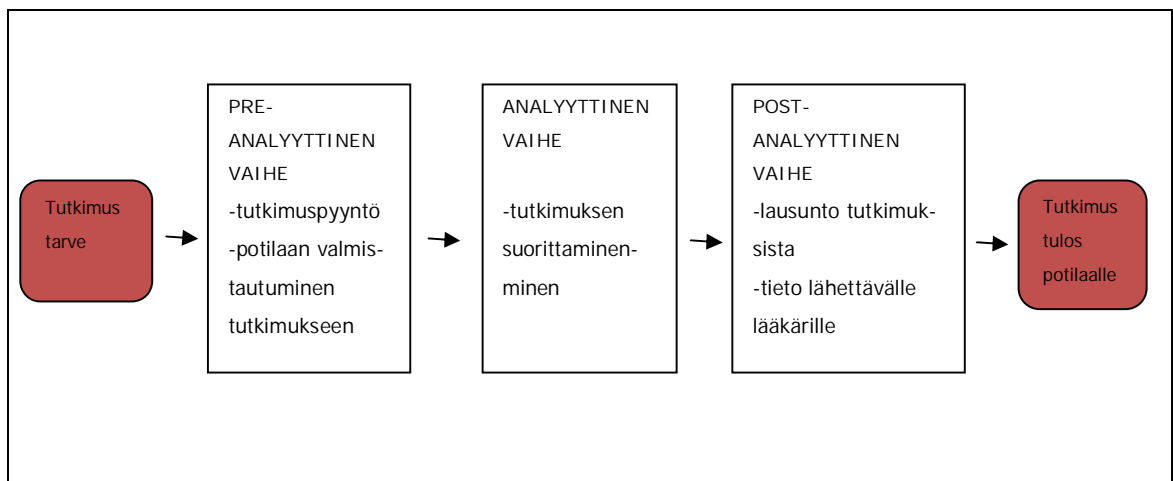 Tutkimus
tarve
PRE-
ANALYYTTINEN
VAIHE
-tutkimuspyyntö
-potilaan valmis-
tautuminen
tutkimukseen
ANALYYTTINEN
VAIHE
-tutkimuksen
suorittaminen-
minen
POST-
ANALYYTTINEN
VAIHE
-lausunto tutkimuk-
sista
-tieto lähettävälle
lääkärille
Tutkimus
tulos
potilaalle